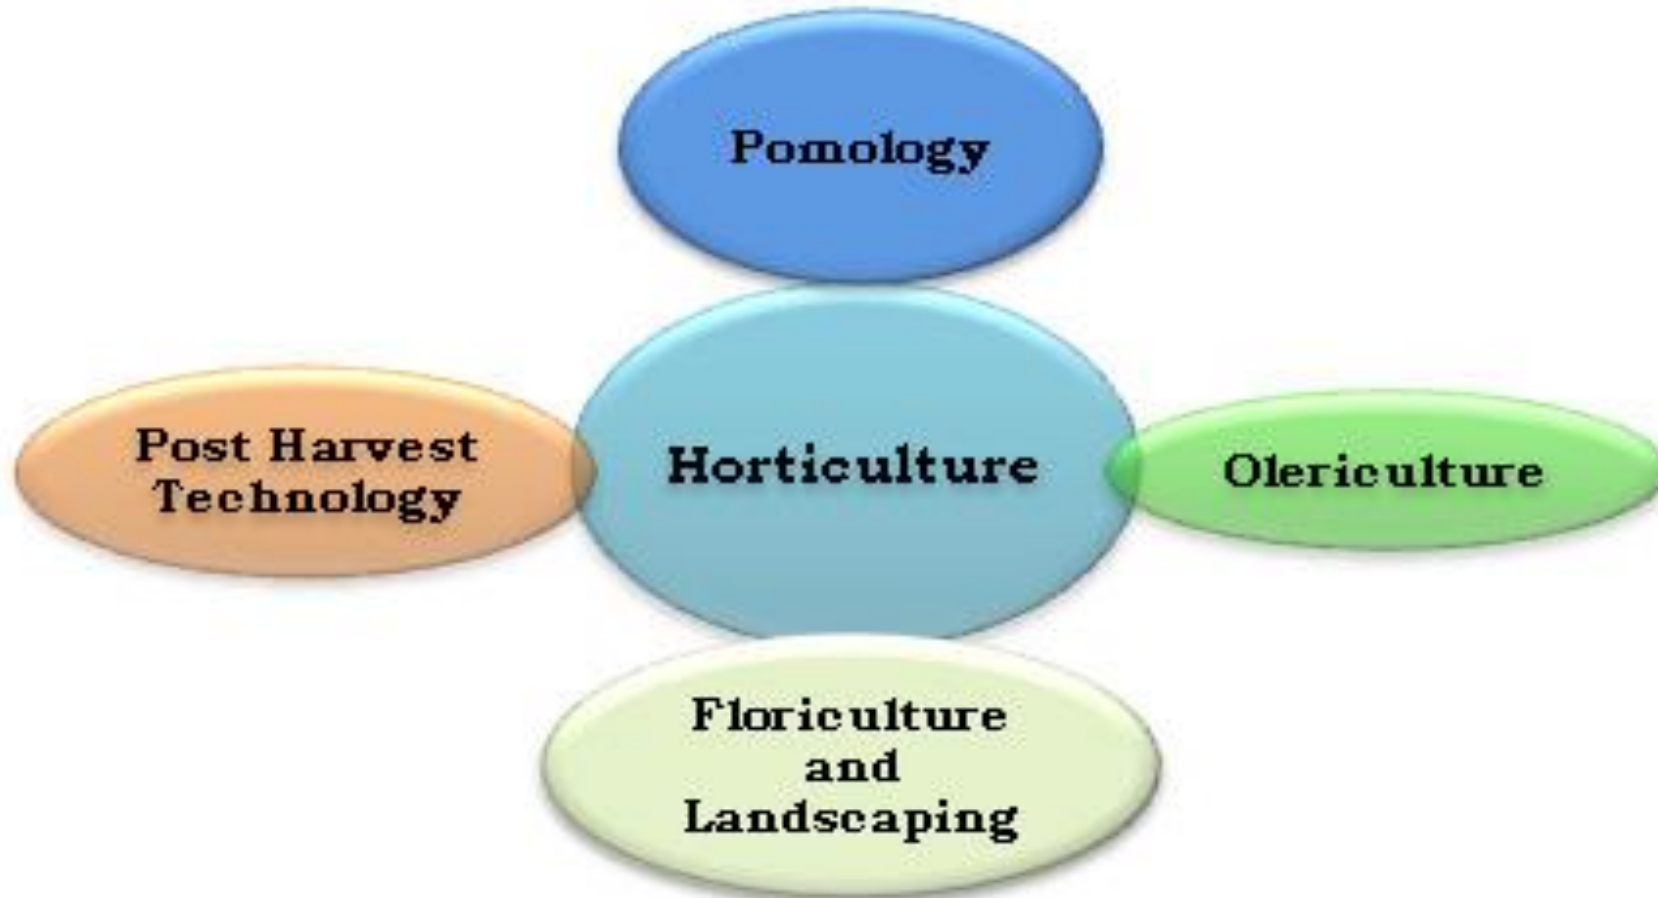 Pomology
Post Harvest
Technology
Horticulture
Olericulture
Floriculture
and
Landscaping